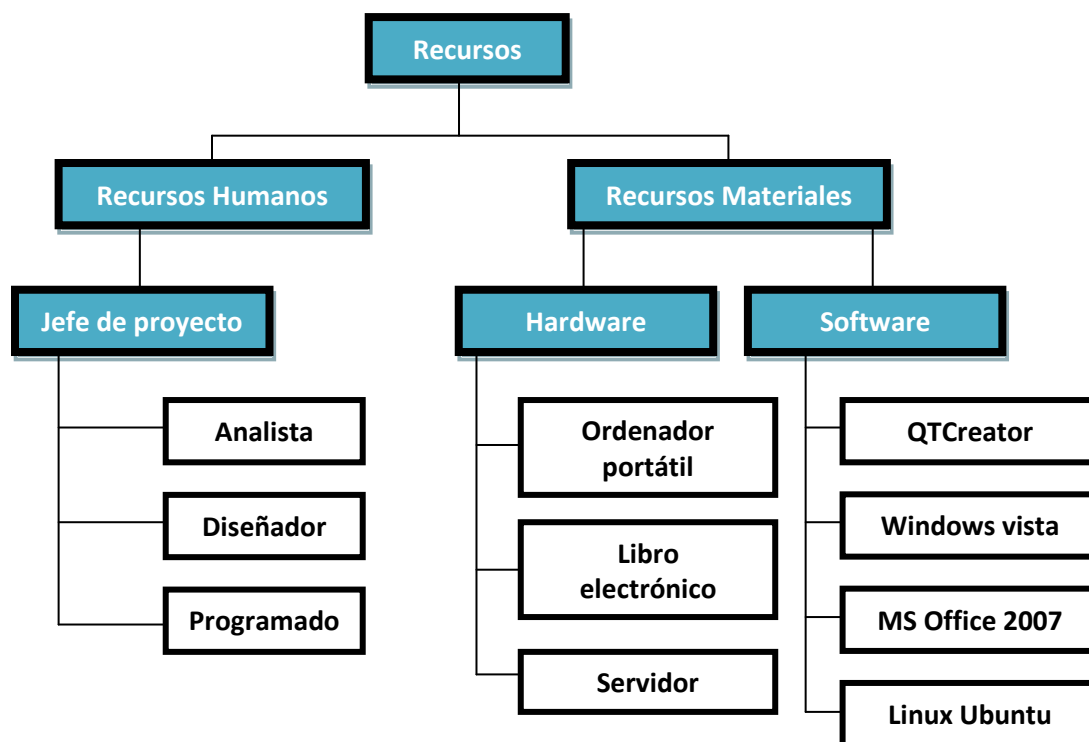 Recursos
Recursos Humanos
Recursos Materiales
Jefe de proyecto
Hardware
Software
Analista
Diseñador
Programado
Ordenador
portátil
Libro
electrónico
Servidor
QTCreator
Windows vista
MS Office 2007
Linux Ubuntu